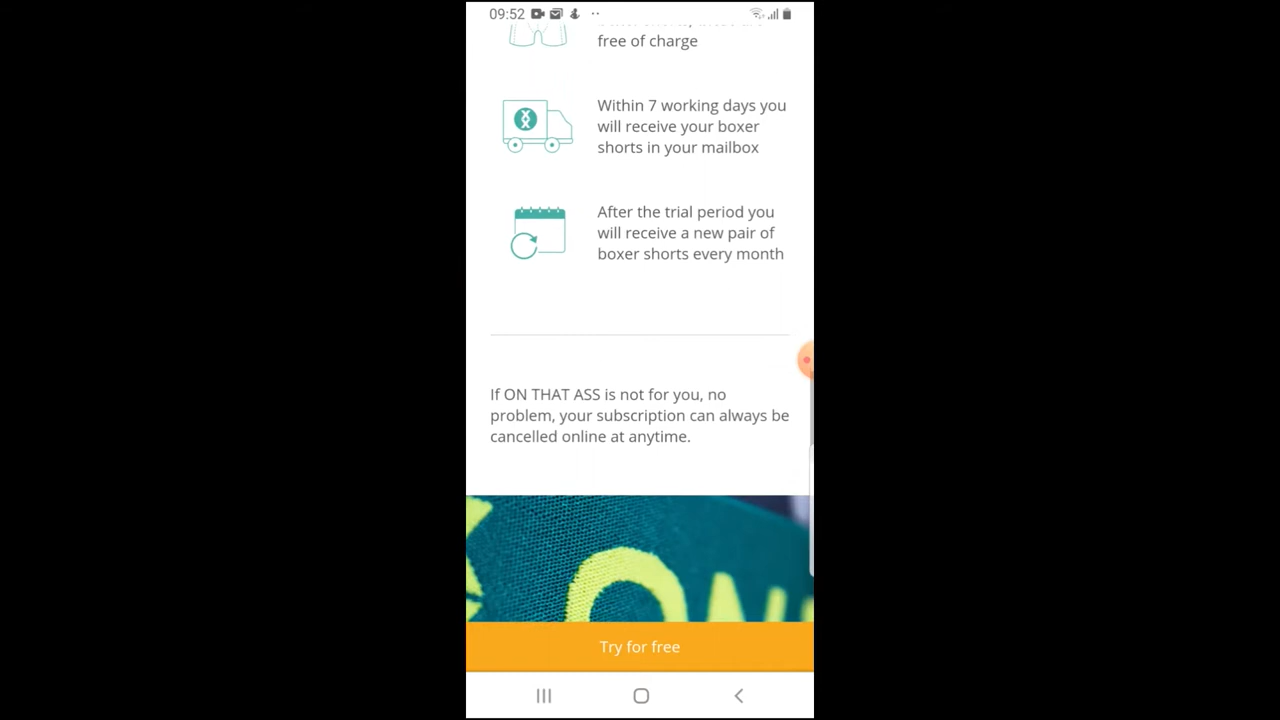 09:52
free of charge
Within 7 working days you
will receive your boxer
shorts in your mailbox
After the trial period you
will receive a new pair of
boxer shorts every month
If ON THAT ASS is not for you, no
problem, your subscription can always be
cancelled online at anytime.
ON
Try for free